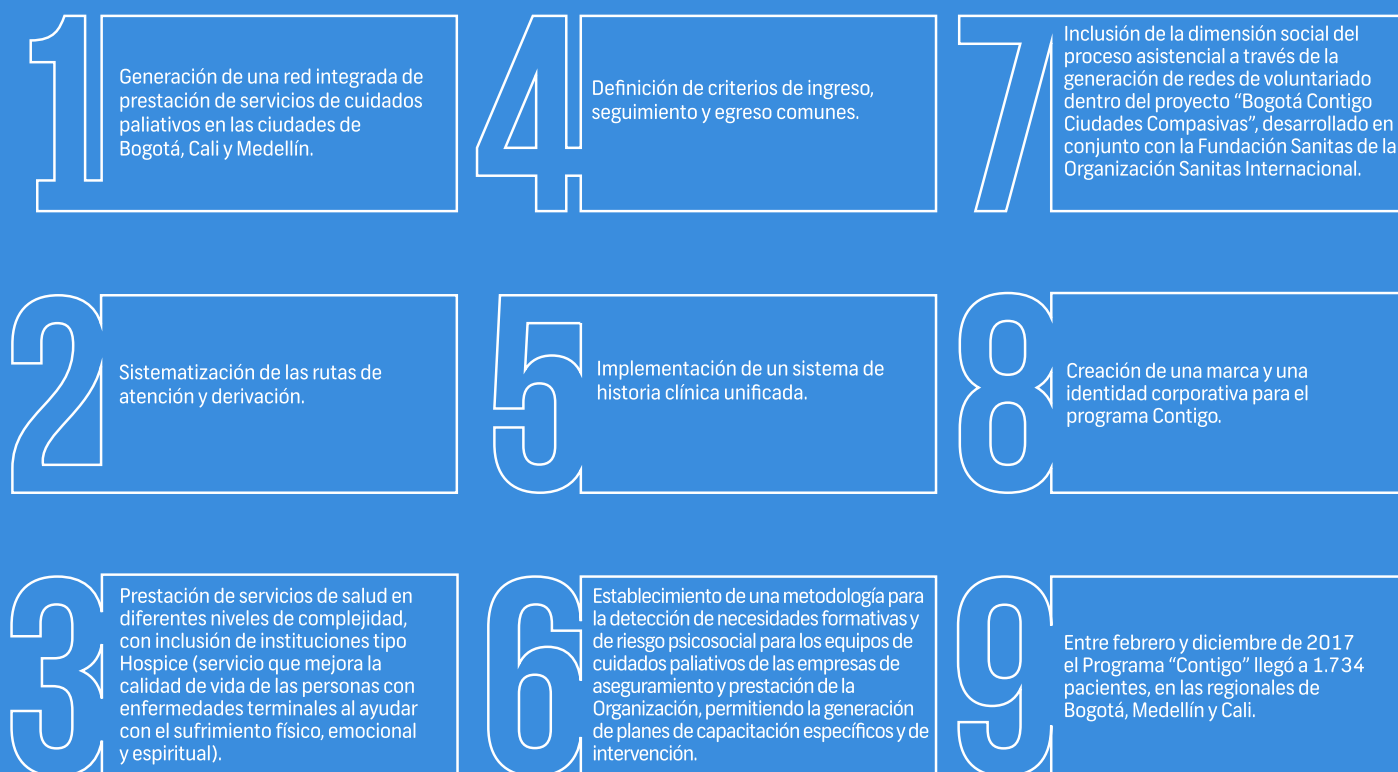 1
Generación de una red integrada de
prestación de servicios de cuidados
paliativos en las ciudades de
Bogotá, Cali y Medellín.
2
Sistematización de las rutas de
atención y derivación.
3
Prestación de servicios de salud en
diferentes niveles de complejidad,
con inclusión de instituciones tipo
Hospice (servicio que mejora la
calidad de vida de las personas con
enfermedades terminales al ayudar
con el sufrimiento físico, emocional
y espiritual).
4
Definición de criterios de ingreso,
seguimiento y egreso comunes.
5
Implementación de un sistema de
historia clínica unificada.
6
Establecimiento de una metodología para
la detección de necesidades formativas y
de riesgo psicosocial para los equipos de
cuidados paliativos de las empresas de
aseguramiento y prestación de la
Organización, permitiendo la generación
de planes de capacitación específicos y de
intervención.
7
Inclusión de la dimensión social del
proceso asistencial a través de la
generación de redes de voluntariado
dentro del proyecto “Bogotá Contigo
Ciudades Compasivas”, desarrollado en
conjunto con la Fundación Sanitas de la
Organización Sanitas Internacional.
8
Creación de una marca y una
identidad corporativa para el
programa Contigo.
9
Entre febrero y diciembre de 2017
el Programa “Contigo” llegó a 1.734
pacientes, en las regionales de
Bogotá, Medellín y Cali.